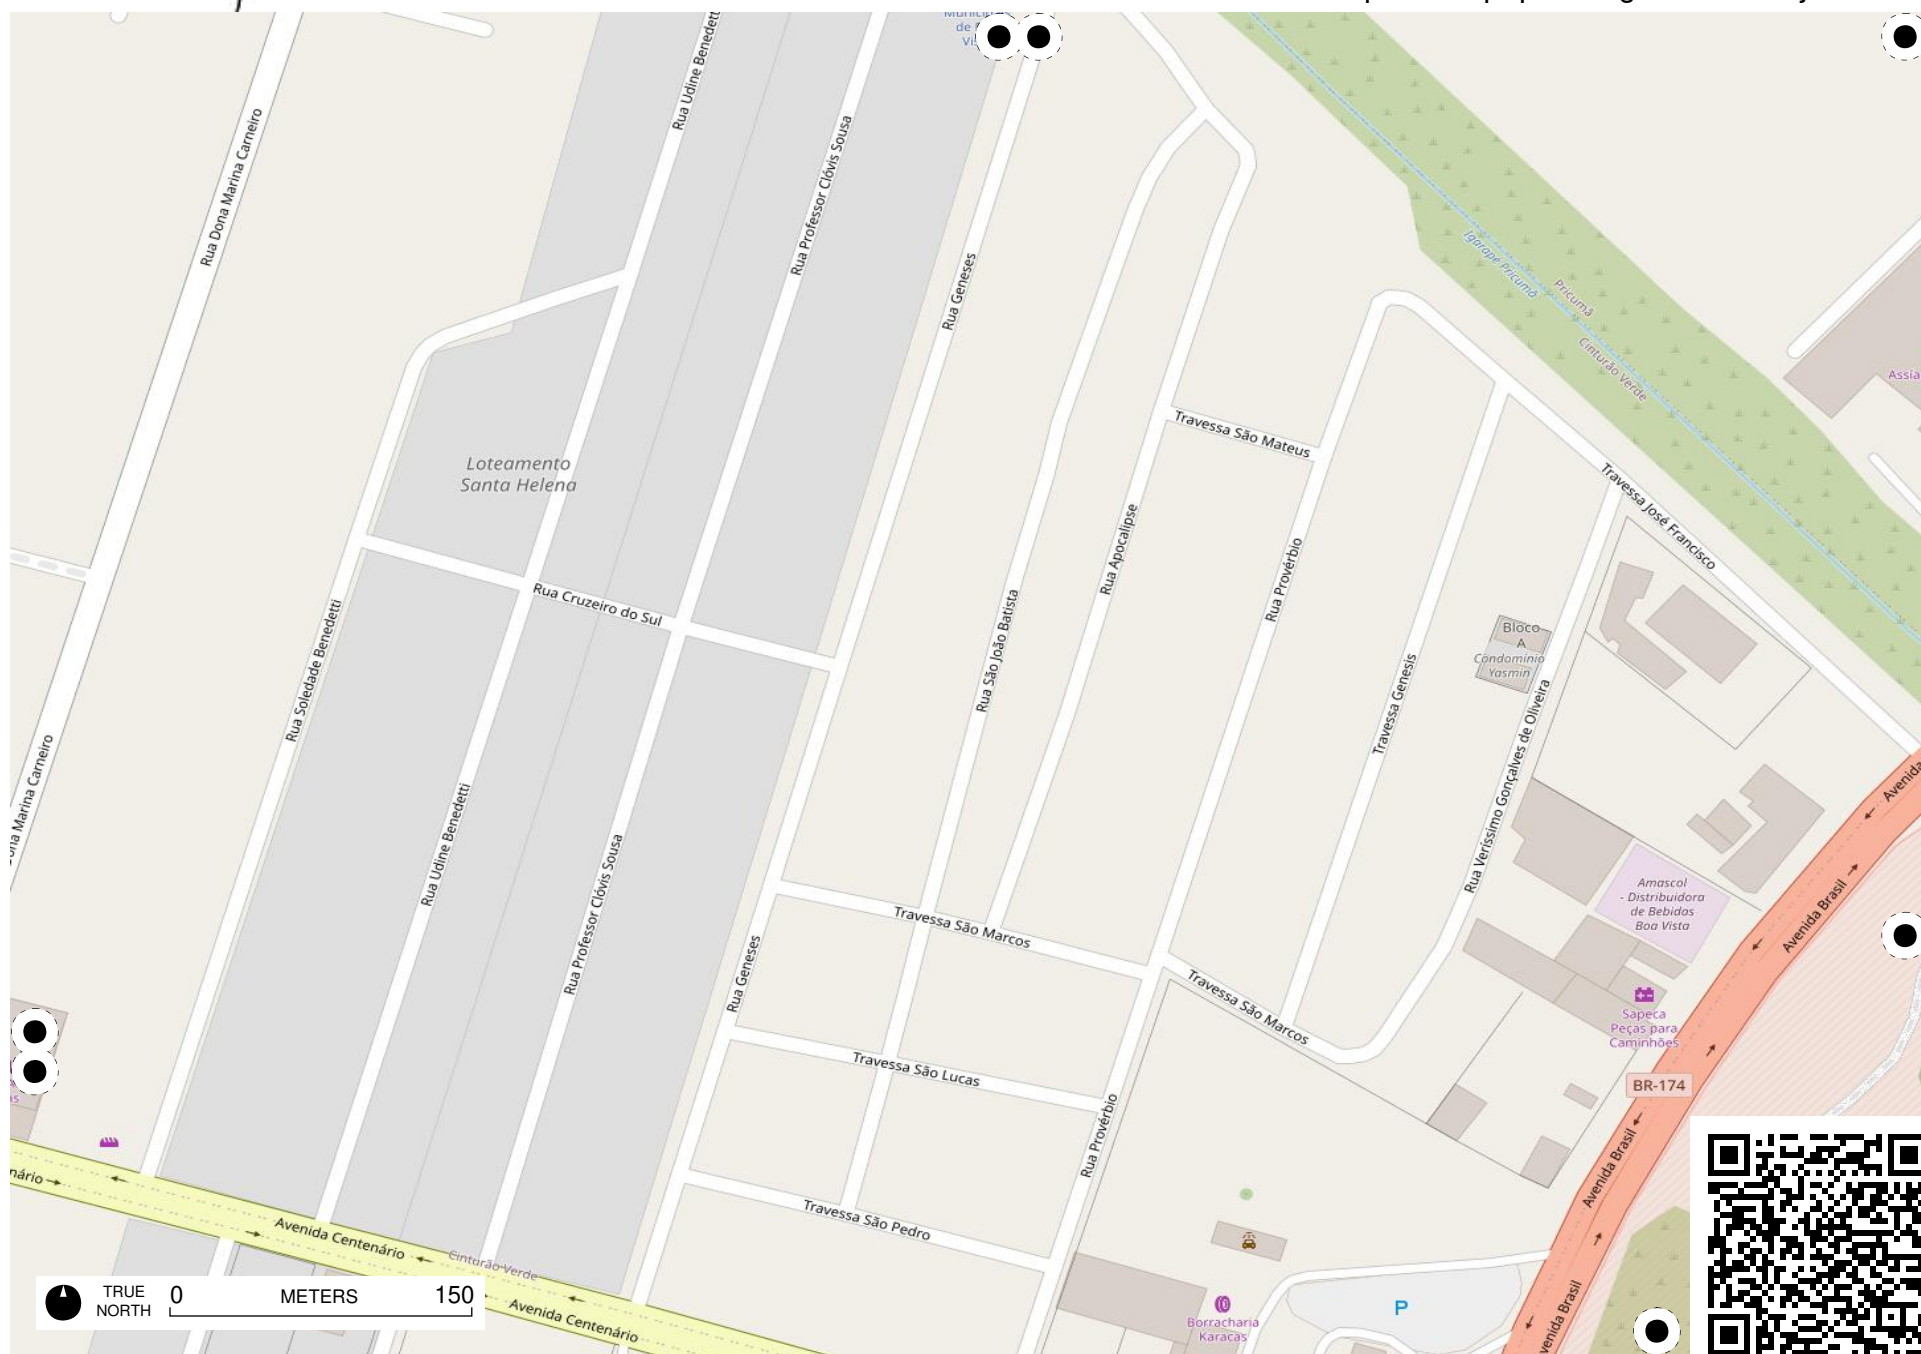 Rua Udine Benedetti
Rua Dona Marina Carneiro
Rua Professor Clóvis Sousa
Rua Geneses
Igarape Pricumã
Pricumã
Cinturão Verde
Travessa São Mateus
Loteamento
Santa Helena
Travessa José Francisco
Rua Apocalipse
Rua Provérbio
Rua Cruzeiro do Sul
Rua São João Batista
Rua Soledade Benedetti
Bloco
A
Condominio
Yasmin
Travessa Genesis
Rua Veríssimo Gonçalves de Oliveira
Marina Carneiro
Avenida
Rua Udine Benedetti
Rua Professor Clóvis Sousa
Amascol
- Distribuidora
de Bebidas
Boa Vista
Avenida Brasil
Travessa São Marcos
Rua Geneses
Travessa São Marcos
Sapeca
Peças para
Caminhões
Travessa São Lucas
BR-174
Rua Provérbio
Avenida Brasil
Travessa São Pedro
Avenida Centenário
Cinturão Verde
Avenida Centenário
TRUE
NORTH
0 METERS 150
P
Borracharia
Karacas
Brasil